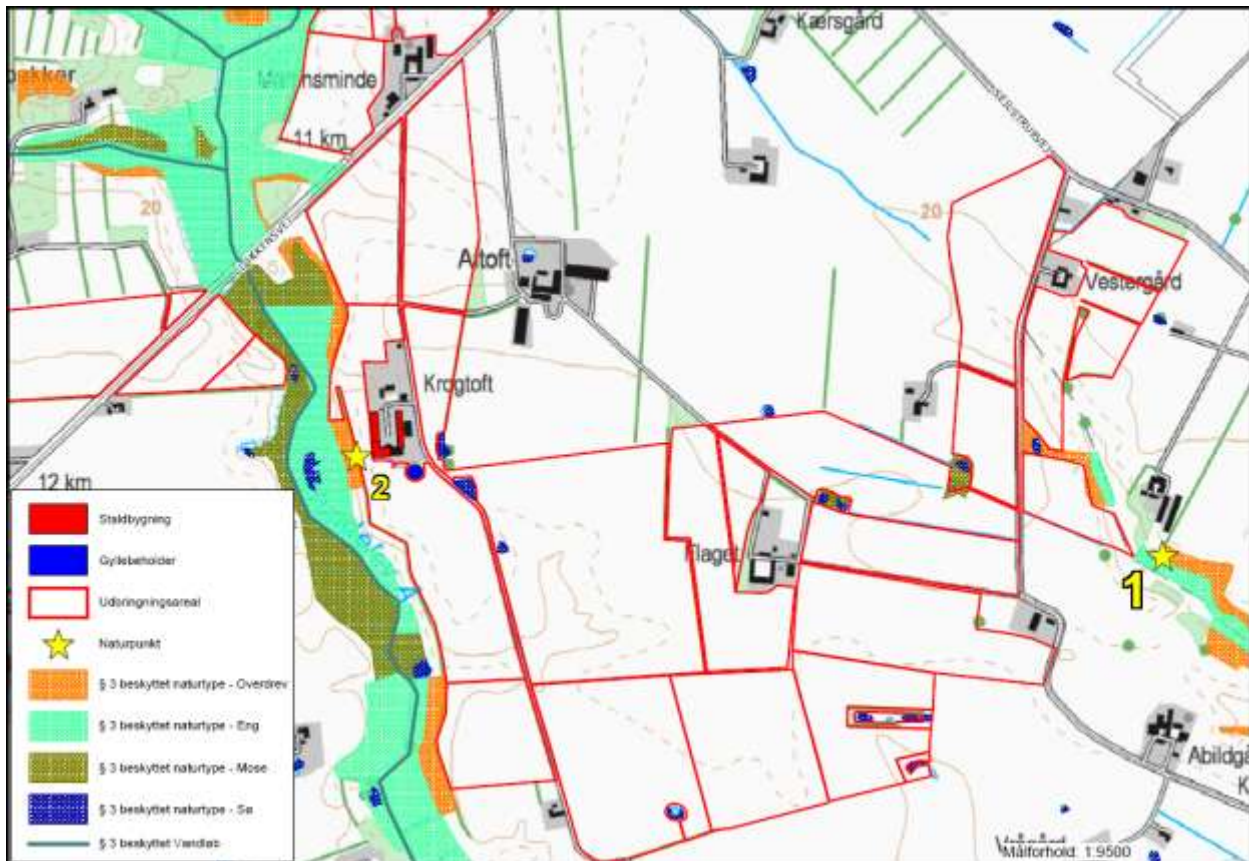 Kærsgård
11 km
20
20
Altoft
Vestergård
Krogtoft
2
12 km
Staldbygning
Gyllebeholder
Udbringningsareal
Naturpunkt
§ 3 beskyttet naturtype - Overdrev
§ 3 beskyttet naturtype - Eng
§ 3 beskyttet naturtype - Mose
§ 3 beskyttet naturtype - Sø
§ 3 beskyttet Vandløb
Flaget
1
Abildgå
K
Målforhold: 1:9500